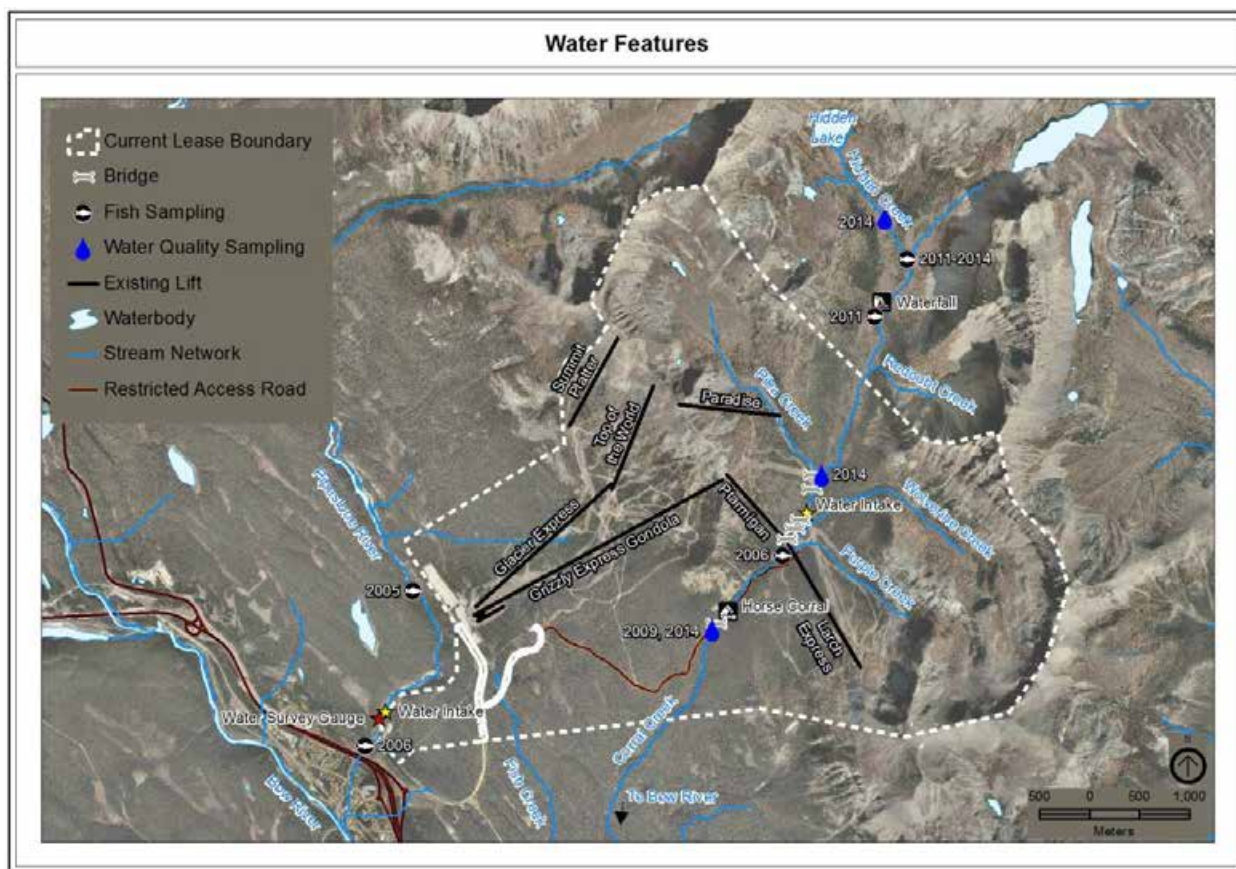 Water Features
Current Lease Boundary
Bridge
Fish Sampling
Water Quality Sampling
Existing Lift
Waterbody
Stream Network
Restricted Access Road
Hidden
Lake
Hidden Creek
2014
2011-2014
Waterfall
2011
Redoubt Creek
Pika Creek
Summit
Platter
Top of
the World
Paradise
2014
Wolverine Creek
Water Intake
Ptarmigan
Purple Creek
2006
Glacier Express
Grizzly Express Gondola
Pipestone River
2005
Horse Corral
2009, 2014
Larch
Express
Water Intake
Water Survey Gauge
2006
Corral Creek
Fish Creek
Bow River
To Bow River
N
500 0 500 1,000
Meters